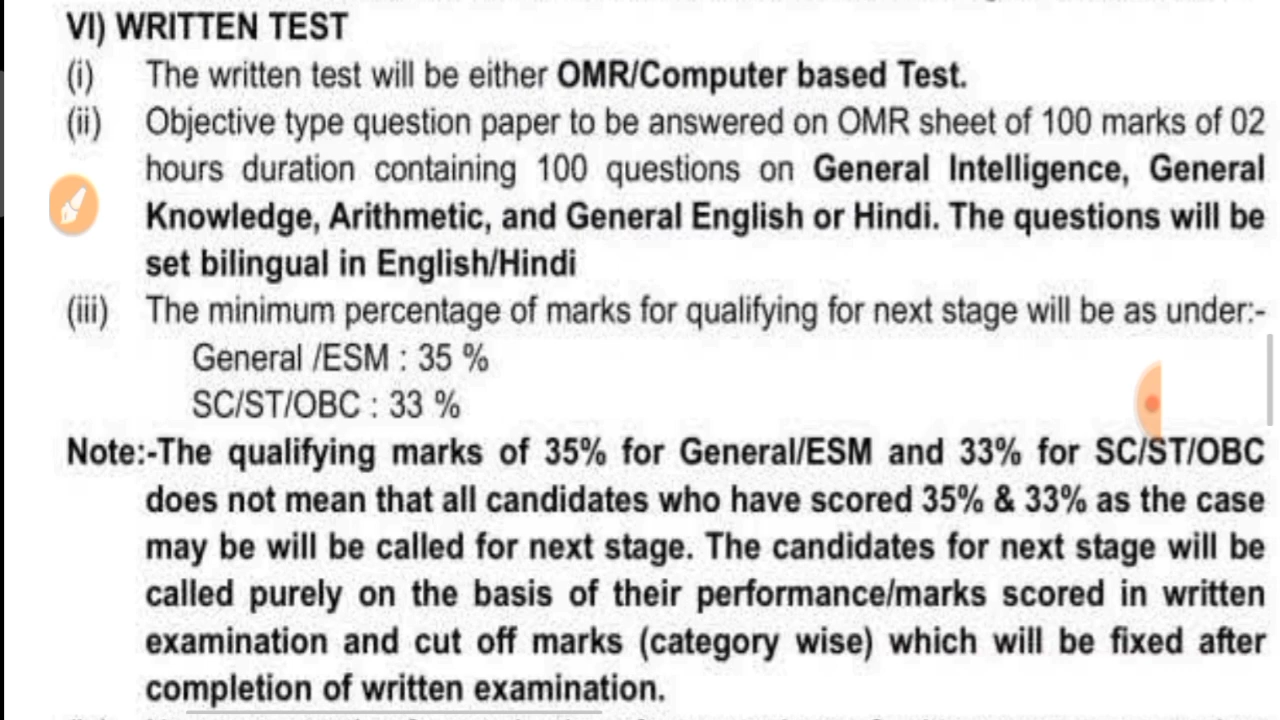 VI) WRITTEN TEST
(i) The written test will be either OMR/Computer based Test.
(ii) Objective type question paper to be answered on OMR sheet of 100 marks of 02
hours duration containing 100 questions on General Intelligence, General
Knowledge, Arithmetic, and General English or Hindi. The questions will be
set bilingual in English/Hindi
(iii) The minimum percentage of marks for qualifying for next stage will be as under:-
General /ESM : 35 %
SC/ST/OBC : 33 %
Note:-The qualifying marks of 35% for General/ESM and 33% for SC/ST/OBC
does not mean that all candidates who have scored 35% & 33% as the case
may be will be called for next stage. The candidates for next stage will be
called purely on the basis of their performance/marks scored in written
examination and cut off marks (category wise) which will be fixed after
completion of written examination.